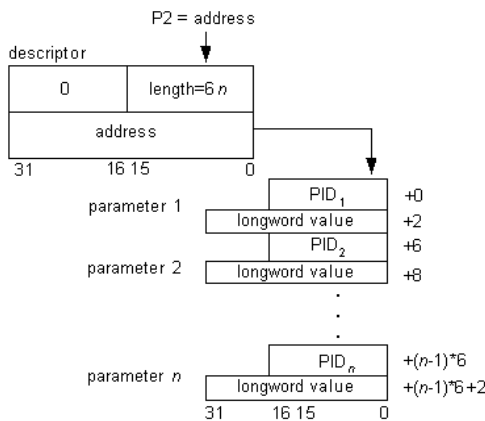 P2 = address
descriptor
0 length=6 n
address
31 16 15 0
PID1 +0
parameter 1
longword value +2
PID2 +6
parameter 2
longword value +8
.
.
.
PIDn +(n-1)*6
parameter n
longword value +(n-1)*6+2
31 16 15 0